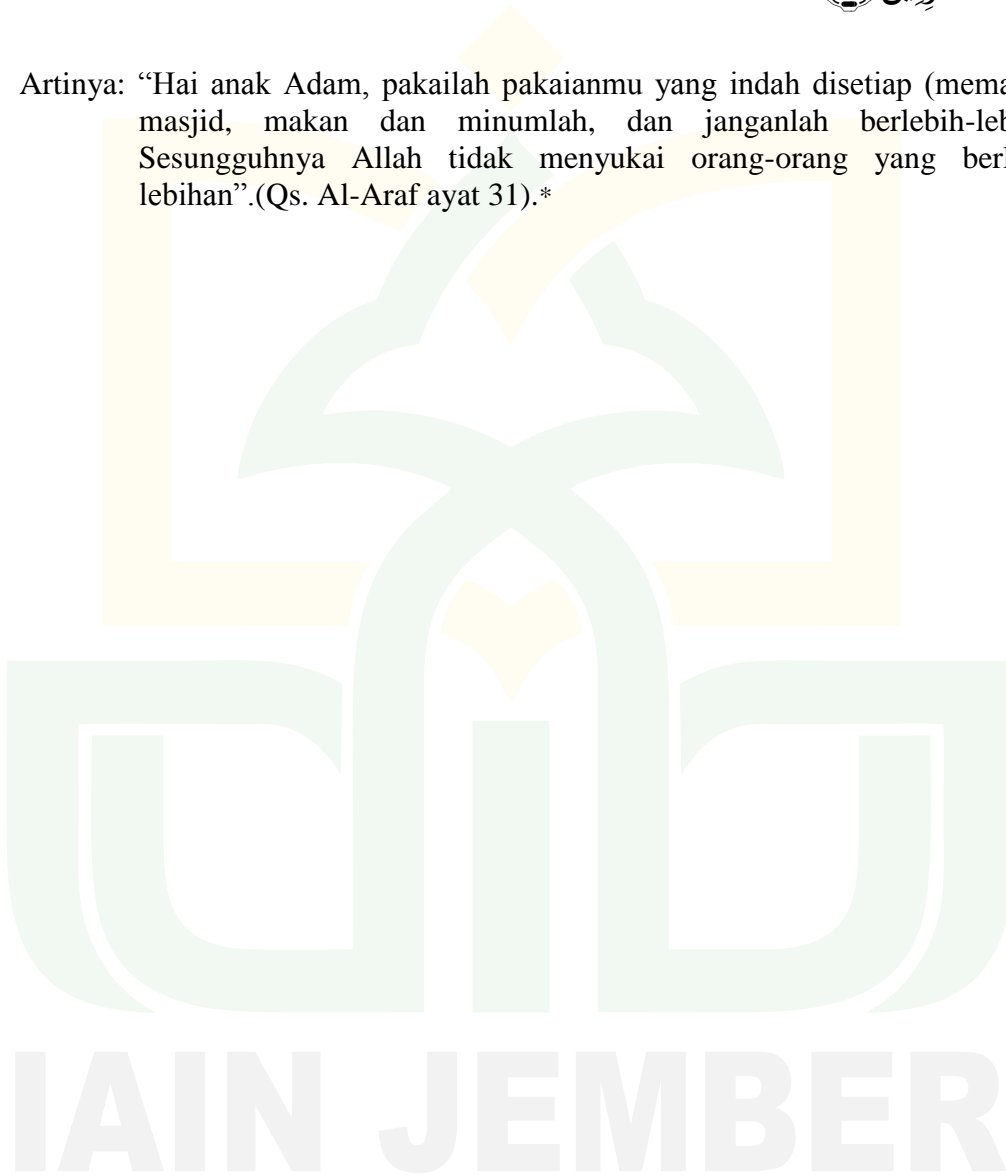 Artinya: “Hai anak Adam, pakailah pakaianmu yang indah disetiap (mema
masjid, makan dan minumlah, dan janganlah berlebih-leb
Sesungguhnya Allah tidak menyukai orang-orang yang berl
lebihan”.(Qs. Al-Araf ayat 31).*
IAIN JEMBER